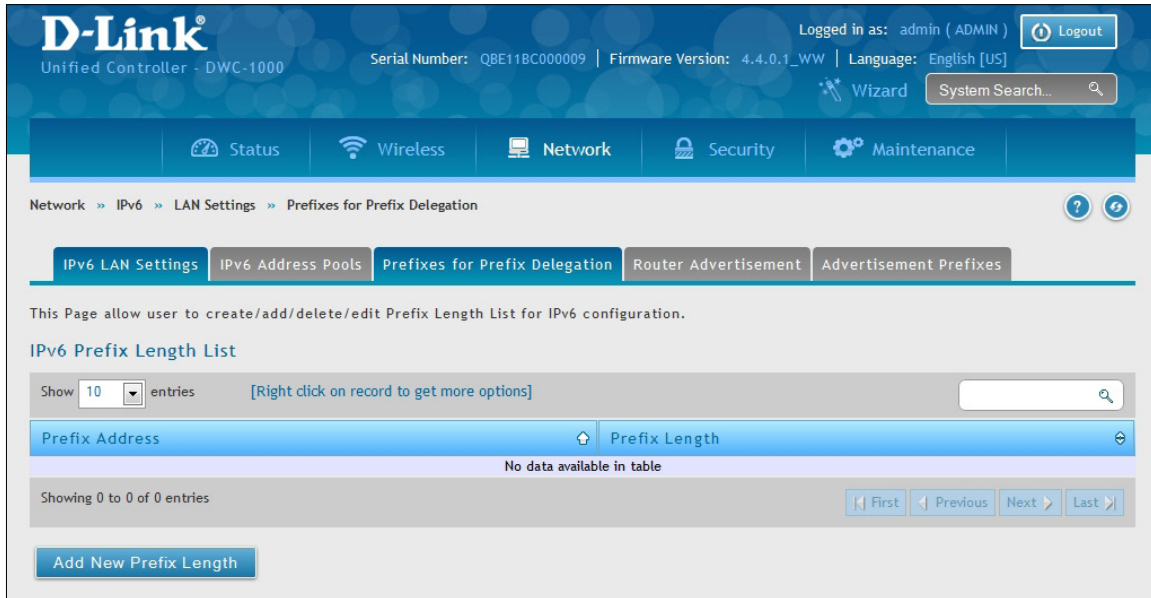 D-Link®
Unified Controller - DWC-1000
Logged in as: admin ( ADMIN )
Logout
Serial Number: QBE11BC000009 | Firmware Version: 4.4.0.1_WW | Language: English [US]
Wizard
System Search...
Status
Wireless
Network
Security
Maintenance
Network » IPv6 » LAN Settings » Prefixes for Prefix Delegation
?
IPv6 LAN Settings
IPv6 Address Pools
Prefixes for Prefix Delegation
Router Advertisement
Advertisement Prefixes
This Page allow user to create/add/delete/edit Prefix Length List for IPv6 configuration.
IPv6 Prefix Length List
Show 10 entries [Right click on record to get more options]
Prefix Address
Prefix Length
No data available in table
Showing 0 to 0 of 0 entries
First
Previous
Next
Last
Add New Prefix Length